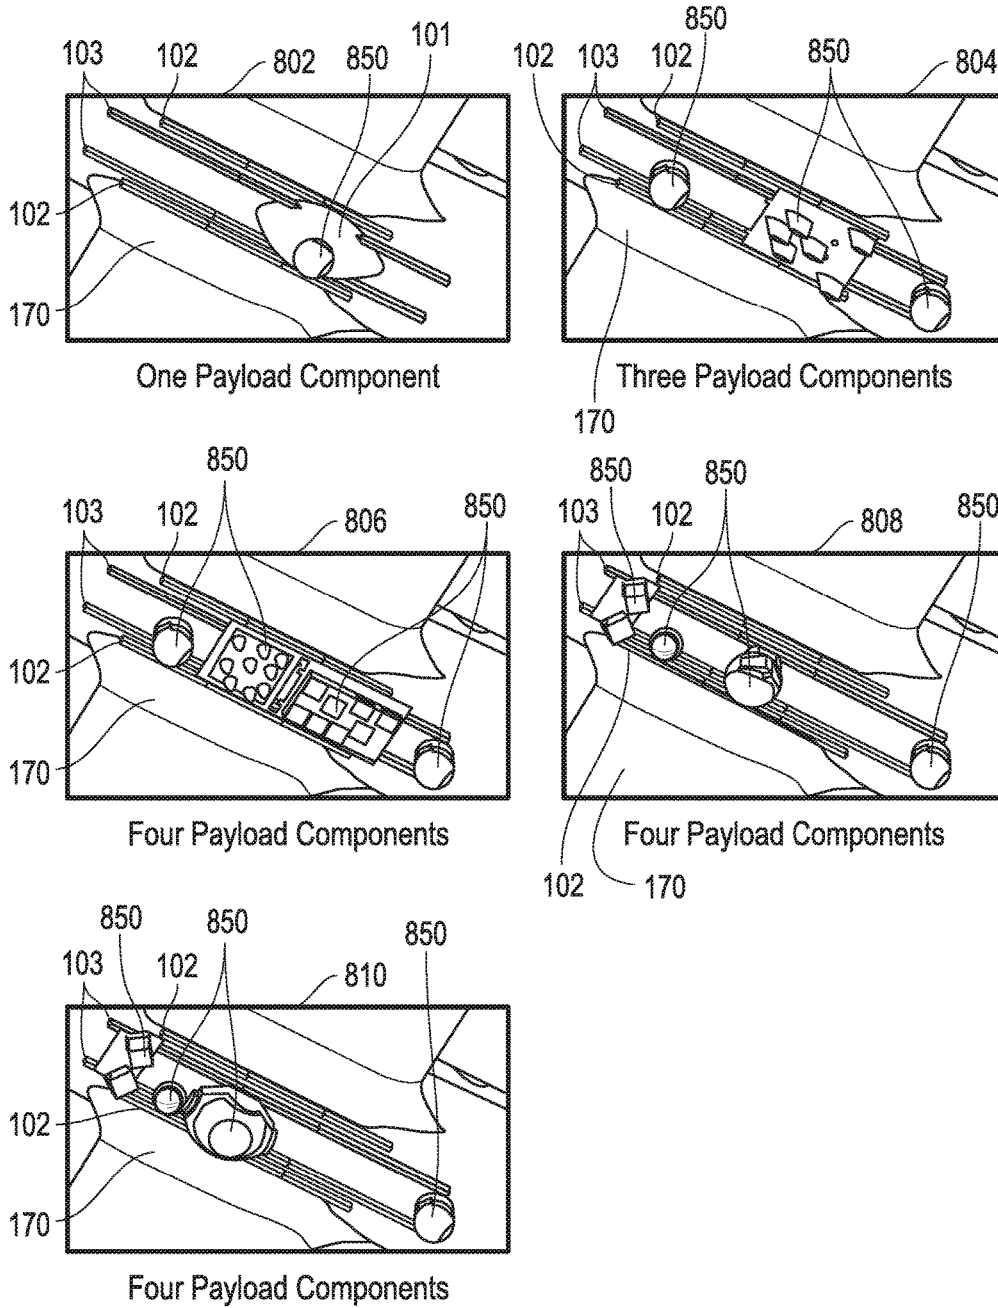 101
103 102 802 850
102
170
One Payload Component
850
102 103 102 850 804
170
Three Payload Components
850
103 102 806 850
102
170
Four Payload Components
850 850
103 102 808 850
102 170
Four Payload Components
850 850 850
103 102 810
102
170
Four Payload Components